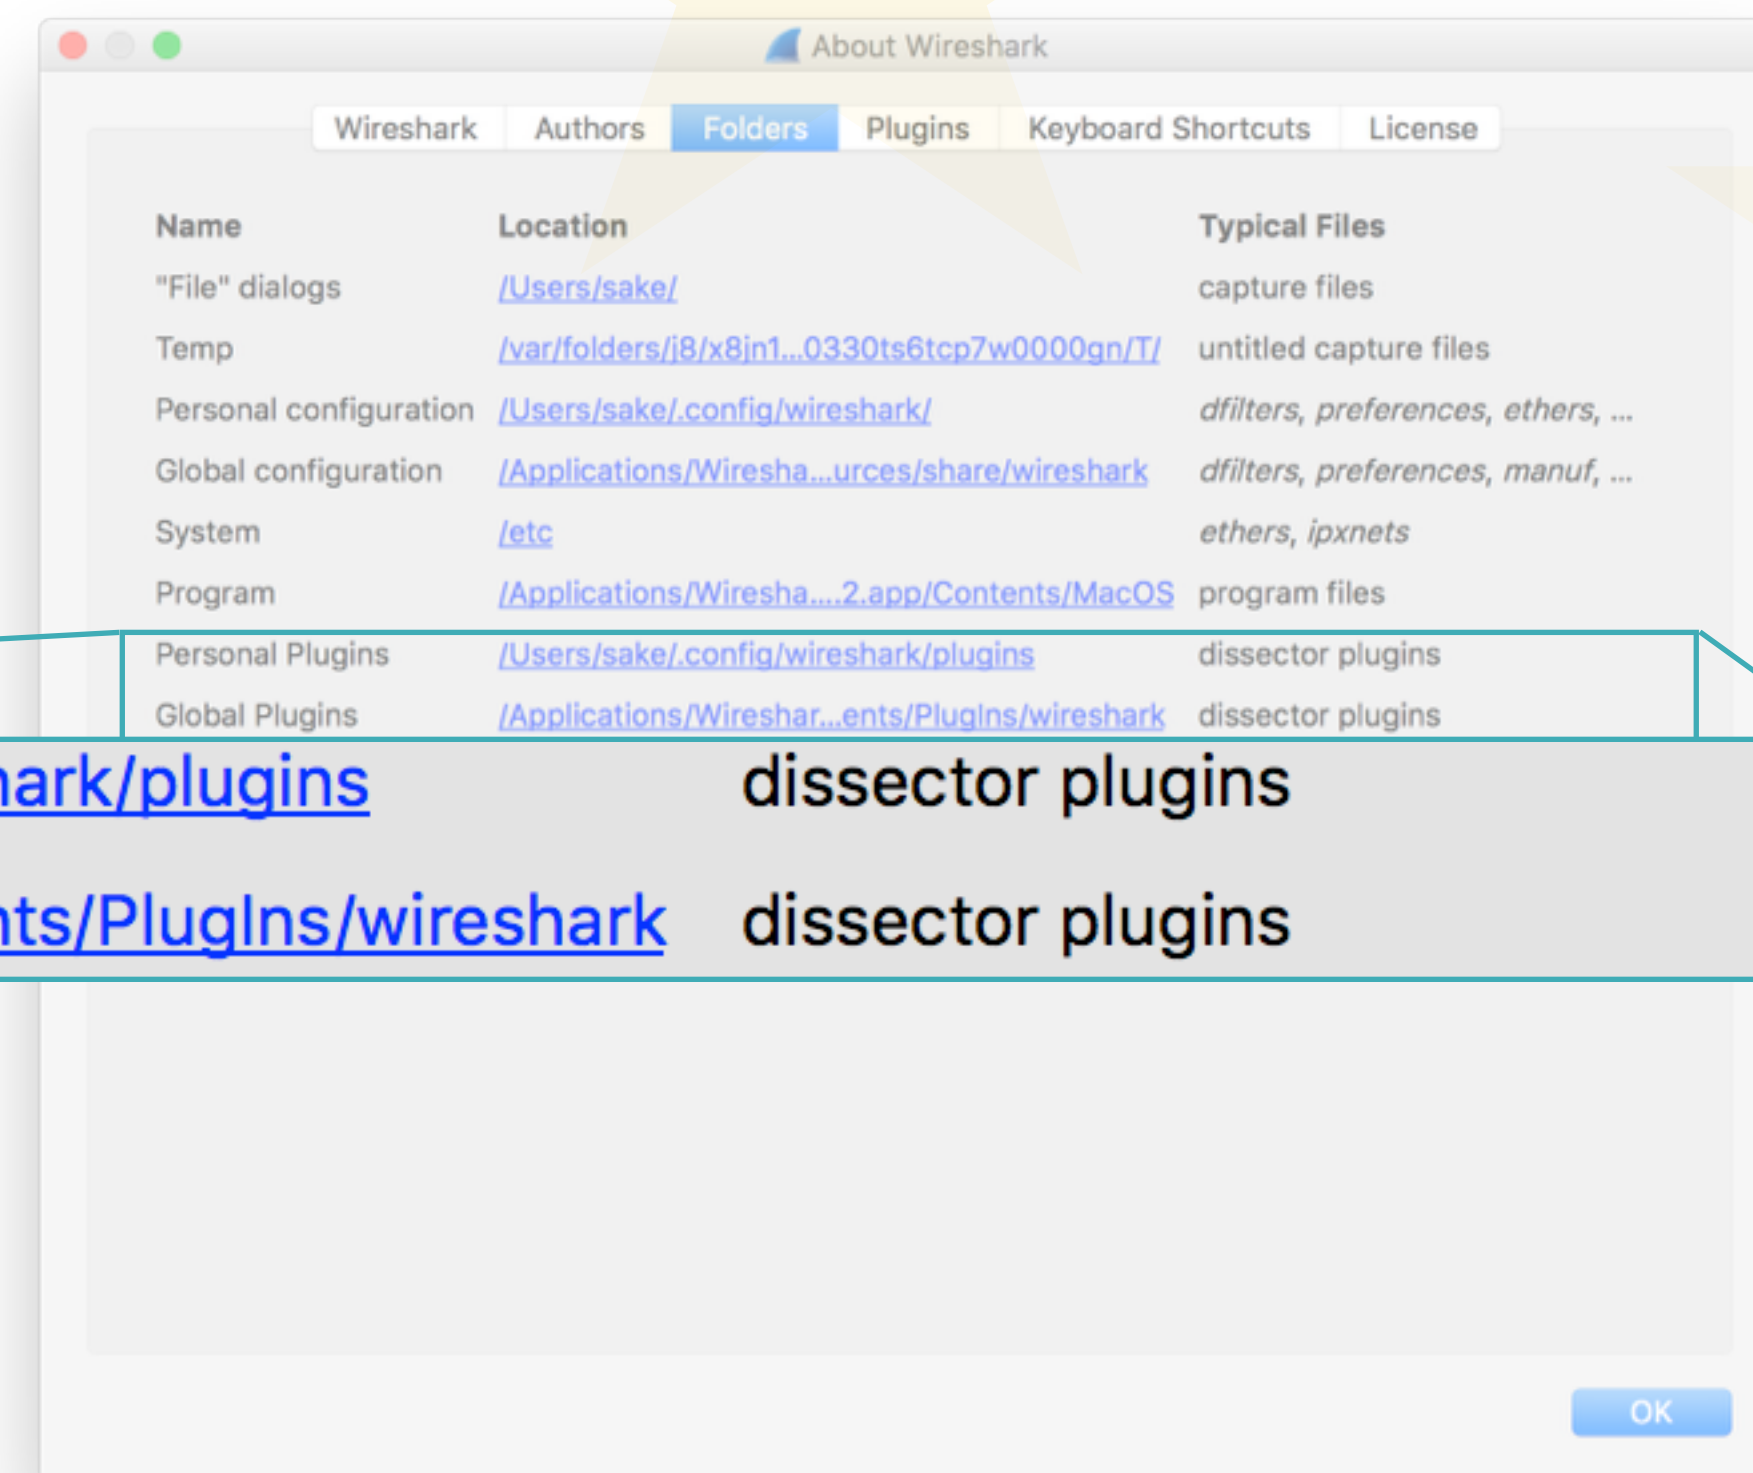 About Wireshark
Wireshark Authors Folders Plugins Keyboard Shortcuts License
Name Location Typical Files
"File" dialogs /Users/sake/ capture files
Temp /var/folders/j8/x8jn1...0330ts6tcp7w0000gn/T/ untitled capture files
Personal configuration /Users/sake/.config/wireshark/ dfilters, preferences, ethers, ...
Global configuration /Applications/Wiresha...urces/share/wireshark dfilters, preferences, manuf, ...
System /etc ethers, ipxnets
Program /Applications/Wiresha....2.app/Contents/MacOS program files
Personal Plugins /Users/sake/.config/wireshark/plugins dissector plugins
Global Plugins /Applications/Wireshar...ents/PlugIns/wireshark dissector plugins
hark/plugins dissector plugins
nts/PlugIns/wireshark dissector plugins
OK